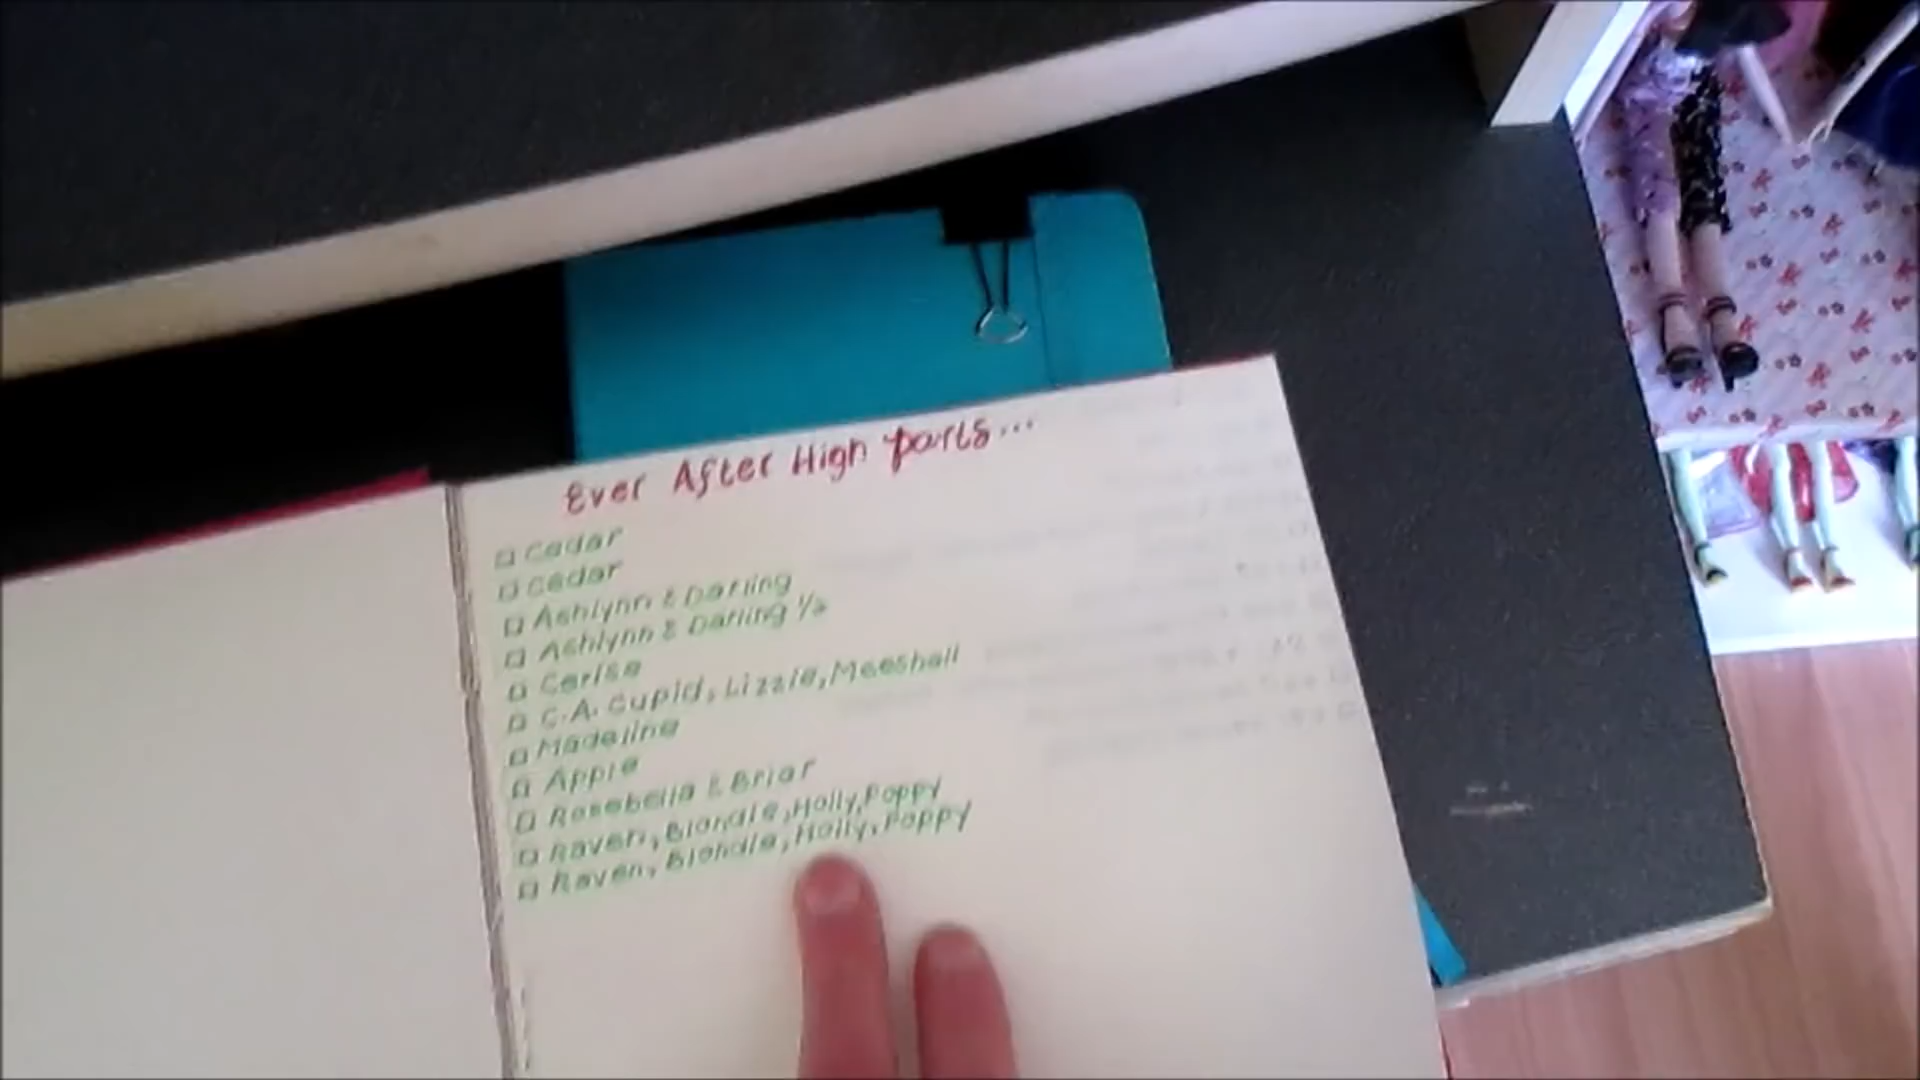 Ever After High parts...
□ Cedar
□ Cedar
□ Ashlynn & Darling
□ Ashlynn & Darling 1/2
□ Cerise
□ C.A. Cupid, Lizzie, Meeshell
□ Madeline
□ Apple
□ Rosebella & Briar
□ Raven, Blondie, Holly, Poppy
□ Raven, Blondie, Holly, Poppy